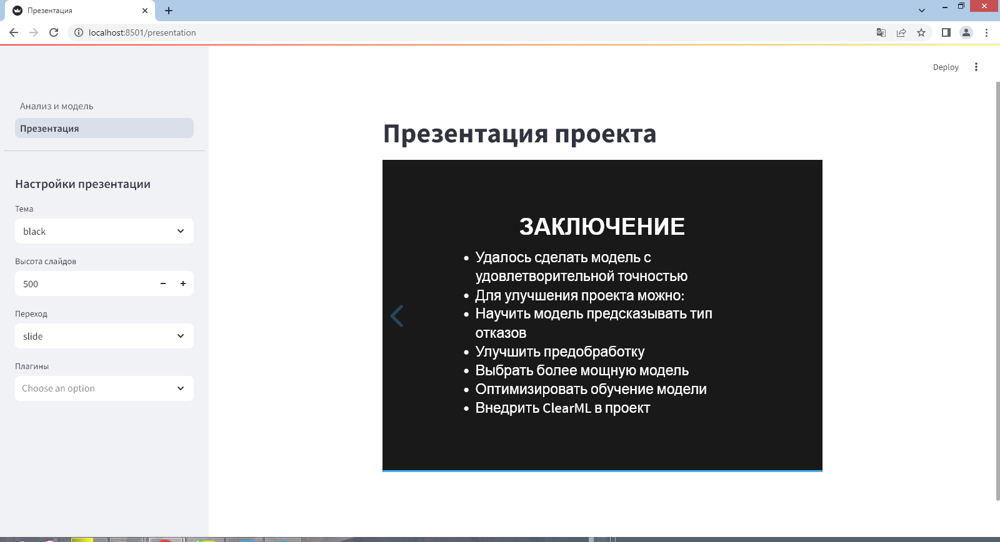 Презентация
localhost:8501/presentation
Deploy
Анализ и модель
Презентация
Настройки презентации
Тема
black
Высота слайдов
500
Переход
slide
Плагины
Choose an option
Презентация проекта
ЗАКЛЮЧЕНИЕ
• Удалось сделать модель с
удовлетворительной точностью
• Для улучшения проекта можно:
• Научить модель предсказывать тип
отказов
• Улучшить предобработку
• Выбрать более мощную модель
• Оптимизировать обучение модели
• Внедрить ClearML в проект